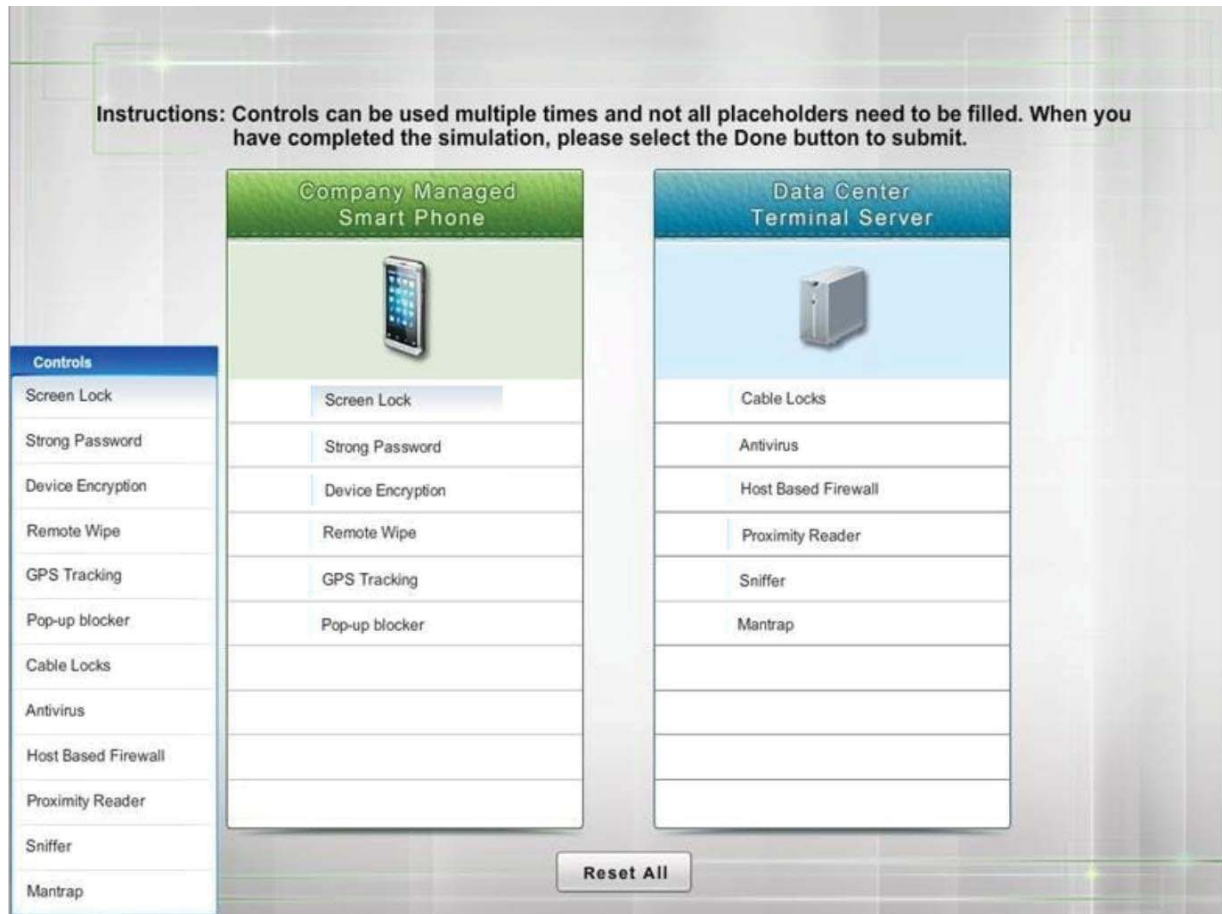 Instructions: Controls can be used multiple times and not all placeholders need to be filled. When you
have completed the simulation, please select the Done button to submit.
Company Managed
Smart Phone
Screen Lock
Strong Password
Device Encryption
Remote Wipe
GPS Tracking
Pop-up blocker
Data Center
Terminal Server
Cable Locks
Antivirus
Host Based Firewall
Proximity Reader
Sniffer
Mantrap
Controls
Screen Lock
Strong Password
Device Encryption
Remote Wipe
GPS Tracking
Pop-up blocker
Cable Locks
Antivirus
Host Based Firewall
Proximity Reader
Sniffer
Mantrap
Reset All